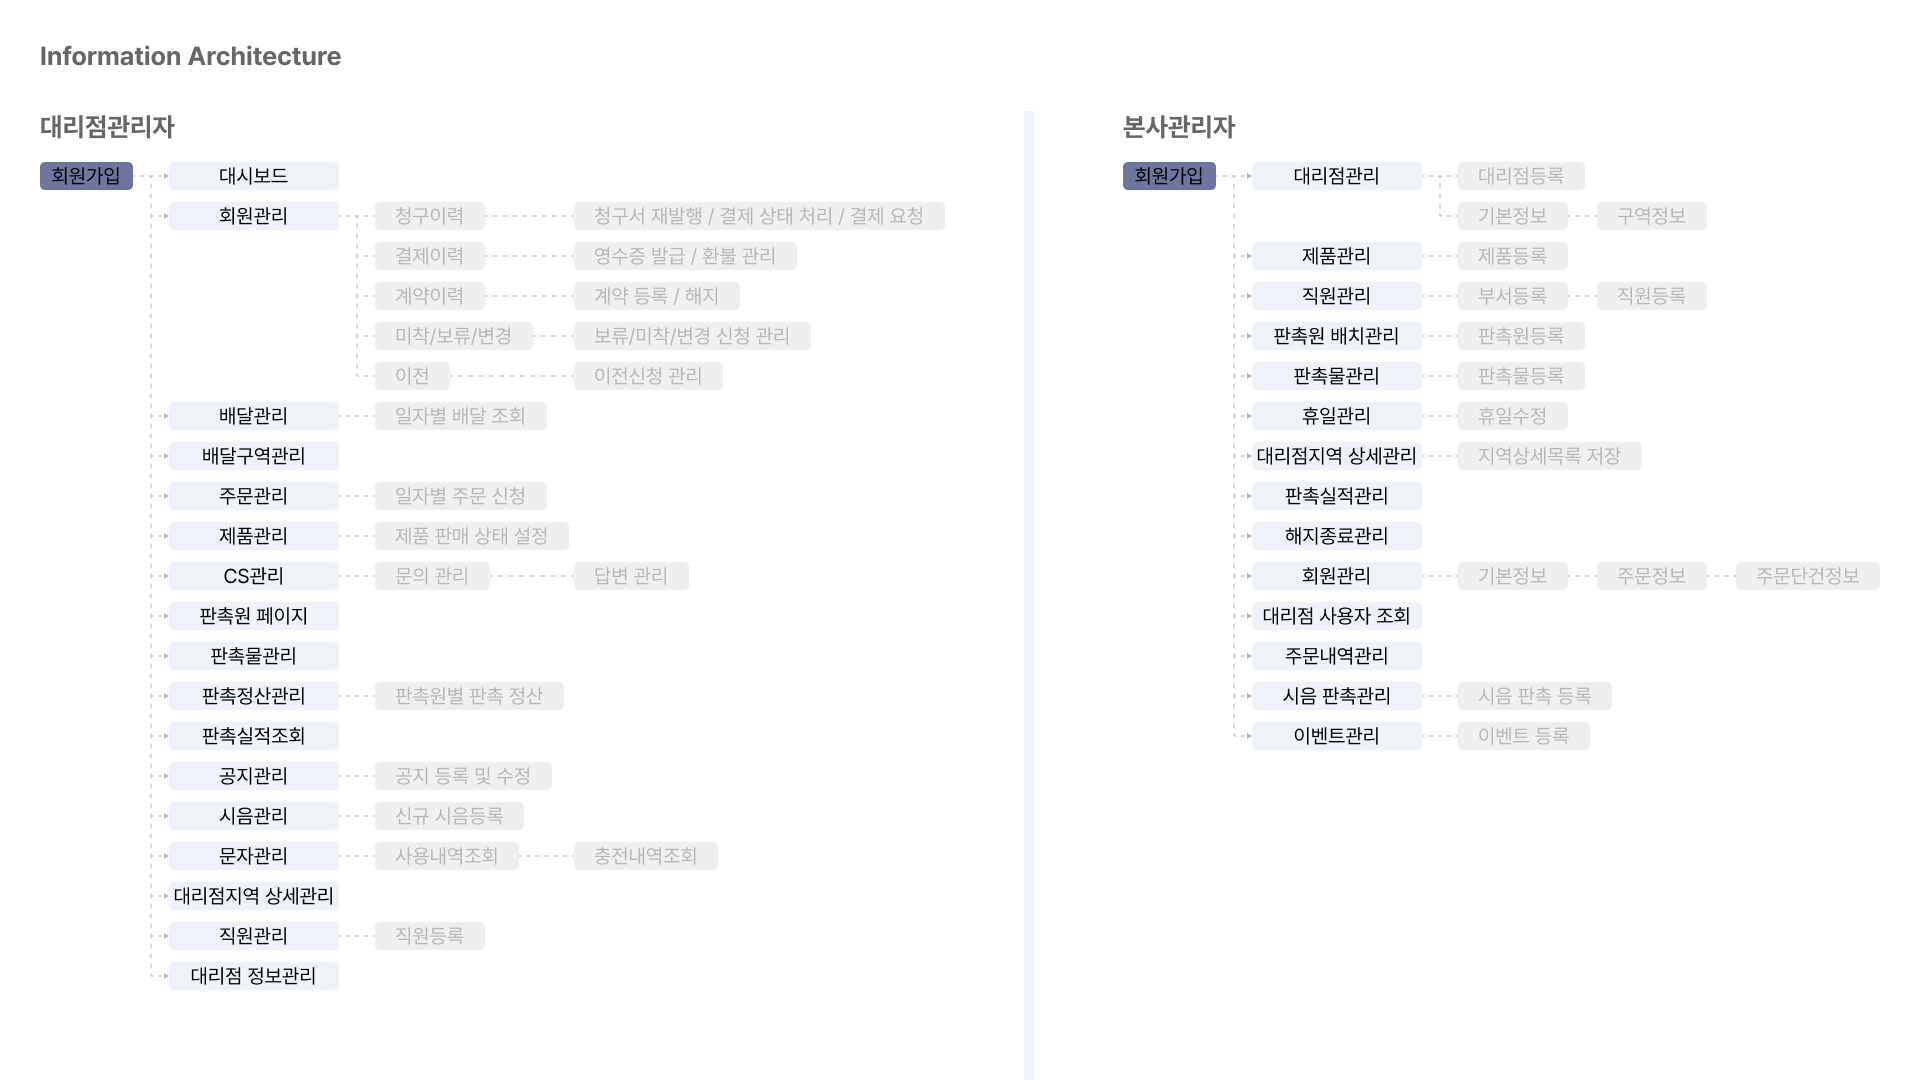 Information Architecture
대리점관리자
회원가입
대시보드
회원관리
청구이력
청구서 재발행 / 결제 상태 처리 / 결제 요청
결제이력
영수증 발급 / 환불 관리
계약이력
계약 등록 / 해지
미착/보류/변경
보류/미착/변경 신청 관리
이전
이전신청 관리
배달관리
일자별 배달 조회
배달구역관리
주문관리
일자별 주문 신청
제품관리
제품 판매 상태 설정
CS관리
문의 관리
답변 관리
판촉원 페이지
판촉물관리
판촉정산관리
판촉원별 판촉 정산
판촉실적조회
공지관리
공지 등록 및 수정
시음관리
신규 시음등록
문자관리
사용내역조회
충전내역조회
대리점지역 상세관리
직원관리
직원등록
대리점 정보관리
본사관리자
회원가입
대리점관리
대리점등록
기본정보
구역정보
제품관리
제품등록
직원관리
부서등록
직원등록
판촉원 배치관리
판촉원등록
판촉물관리
판촉물등록
휴일관리
휴일수정
대리점지역 상세관리
지역상세목록 저장
판촉실적관리
해지종료관리
회원관리
기본정보
주문정보
주문단건정보
대리점 사용자 조회
주문내역관리
시음 판촉관리
시음 판촉 등록
이벤트관리
이벤트 등록